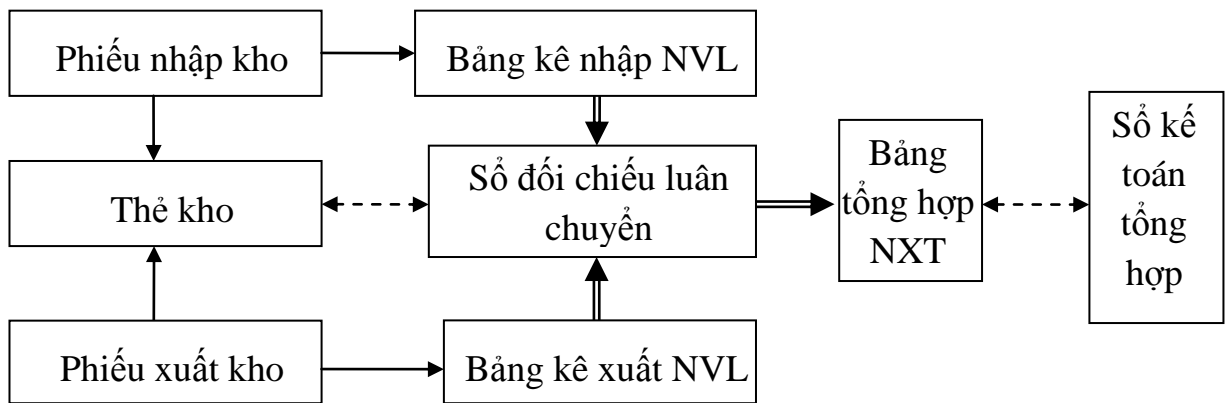 Phiếu nhập kho
Bảng kê nhập NVL
Thẻ kho
Sổ đối chiếu luân
chuyển
Bảng
tổng hợp
NXT
Sổ kế
toán
tổng
hợp
Phiếu xuất kho
Bảng kê xuất NVL